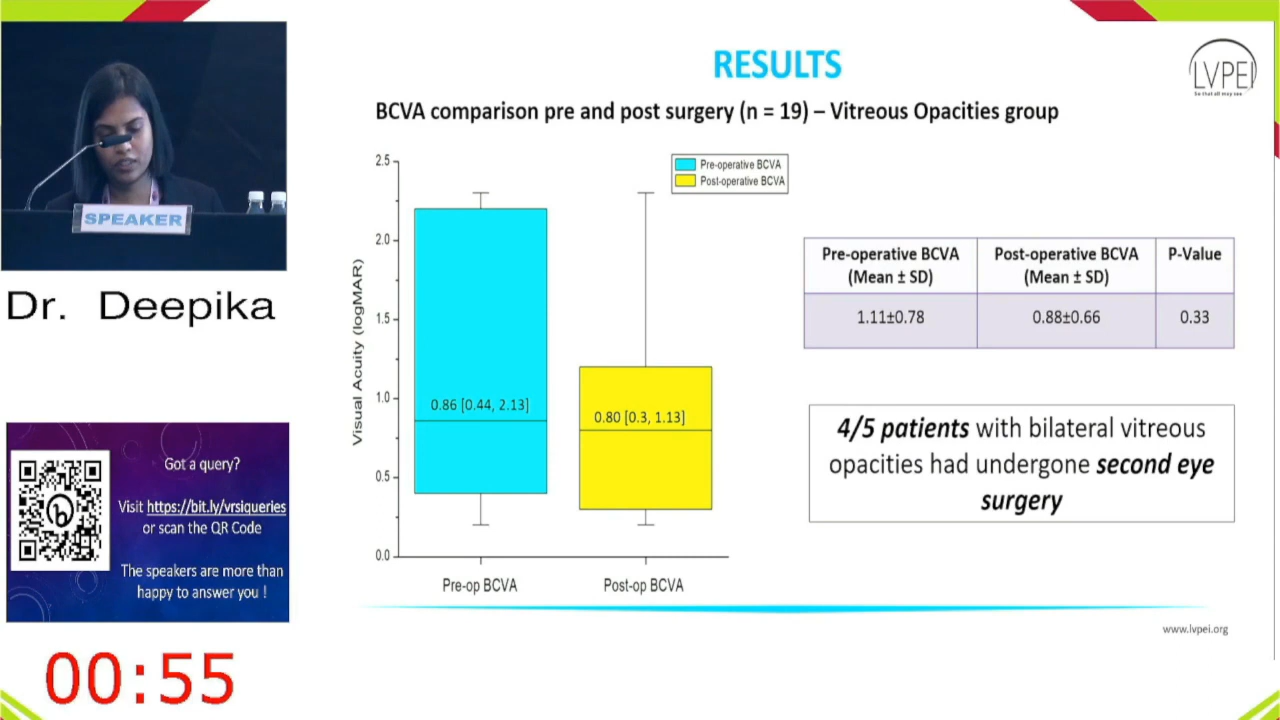 RESULTS
LVPEI
So that all may see
BCVA comparison pre and post surgery (n = 19) – Vitreous Opacities group
SPEAKER
Dr. Deepika
Got a query?
Visit https://bit.ly/vrsiqueries
or scan the QR Code
The speakers are more than
happy to answer you !
00:55
Visual Acuity (logMAR)
2.5
2.0
1.5
1.0
0.5
0.0
Pre-operative BCVA
Post-operative BCVA
0.86 [0.44, 2.13]
0.80 [0.3, 1.13]
Pre-op BCVA
Post-op BCVA
Pre-operative BCVA
(Mean ± SD)
Post-operative BCVA
(Mean ± SD)
P-Value
1.11±0.78
0.88±0.66
0.33
4/5 patients with bilateral vitreous
opacities had undergone second eye
surgery
www.lvpei.org